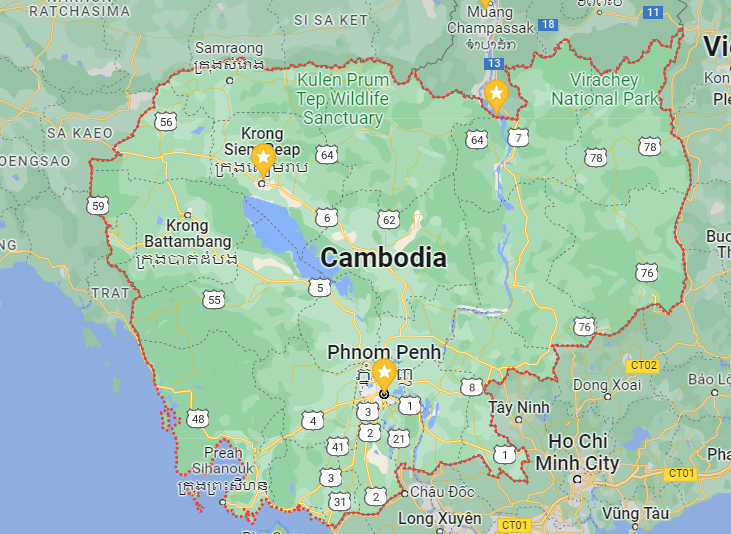 RATCHASIMA
SI SA KET
Muang
Champassak
ຈຳປາສັກ
18
11
13
Samraong
ក្រុងសំរោង
Kulen Prum
Tep Wildlife
Sanctuary
Virachey
National Park
Kon
Ple
56
SA KAEO
OENGSAO
Krong
Siem Reap
ក្រុងសៀមរាប
64
64
7
78
78
59
6
62
Krong
Battambang
ក្រុងបាត់ដំបង
NG
Cambodia
Buo
Th
TRAT
55
5
76
76
Phnom Penh
ភ្នំពេញ
CT02
Dong Xoai
Bảo L
8
48
4
3
1
2
21
41
Tây Ninh
Ho Chi
Minh City
1
CT01
Pha
Preah
Sihanouk
ក្រុងព្រះសីហនុ
3
31
2
Châu Đốc
Long Xuyên
CT01
Vũng Tàu